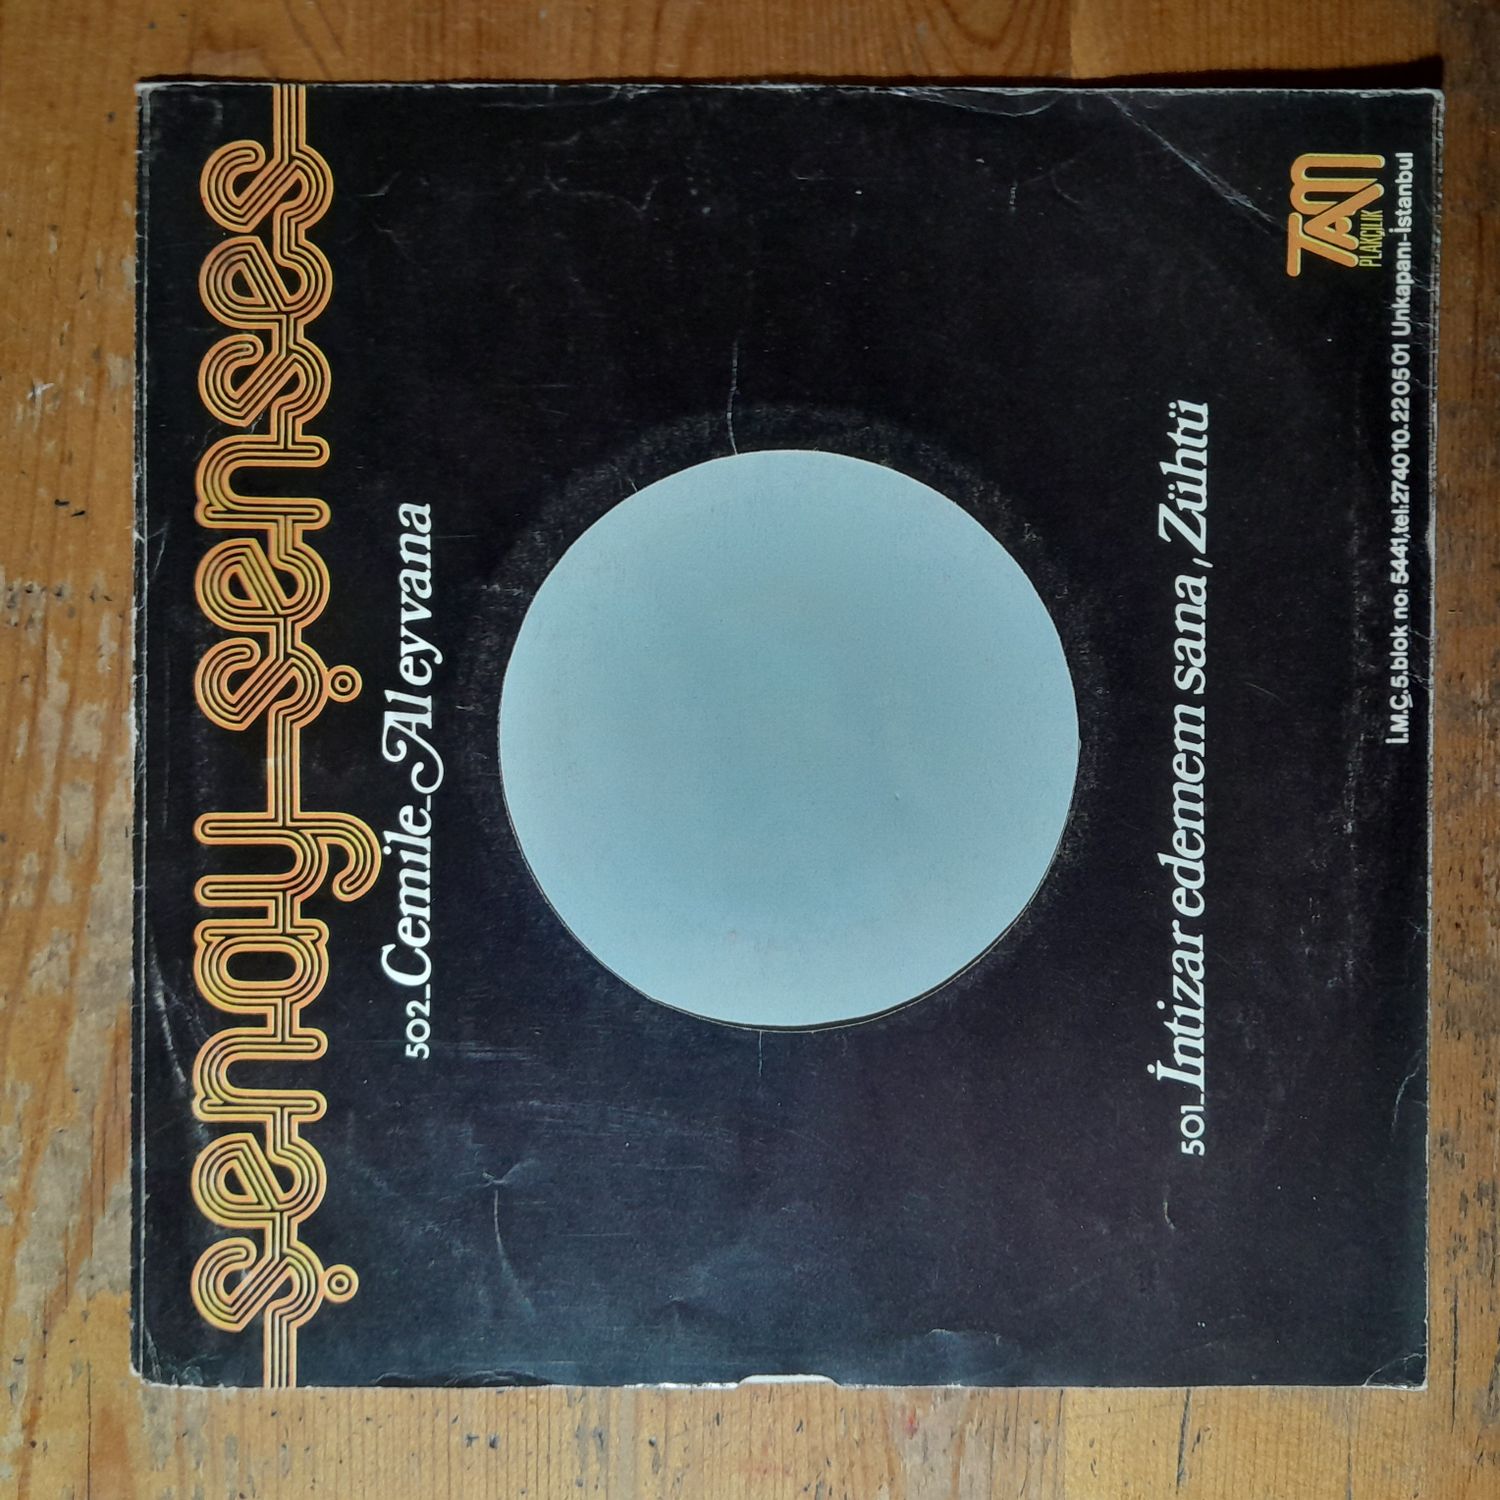 şenay şenses
502_Cemile_Aleyvana
501_İntizar edemem sana, Zühtü
TAM
PLAKÇILIK
İ.M.Ç.5.blok no: 5441,tel:274010.220501 Unkapanı-İstanbul